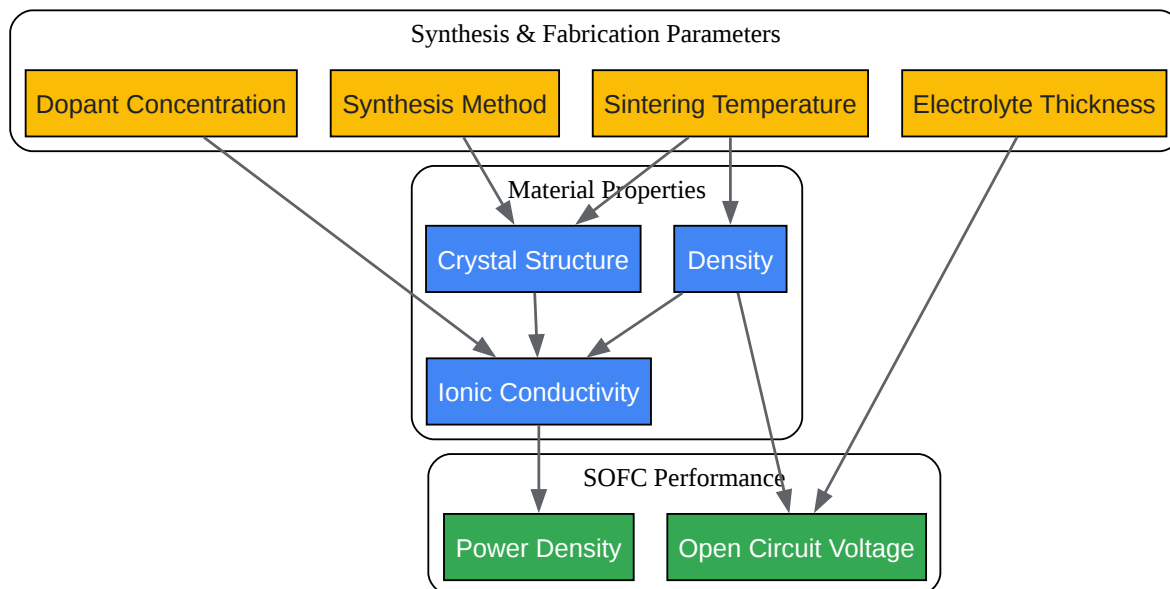 Synthesis & Fabrication Parameters
Dopant Concentration
Synthesis Method
Sintering Temperature
Electrolyte Thickness
Material Properties
Crystal Structure
Density
Ionic Conductivity
SOFC Performance
Power Density
Open Circuit Voltage